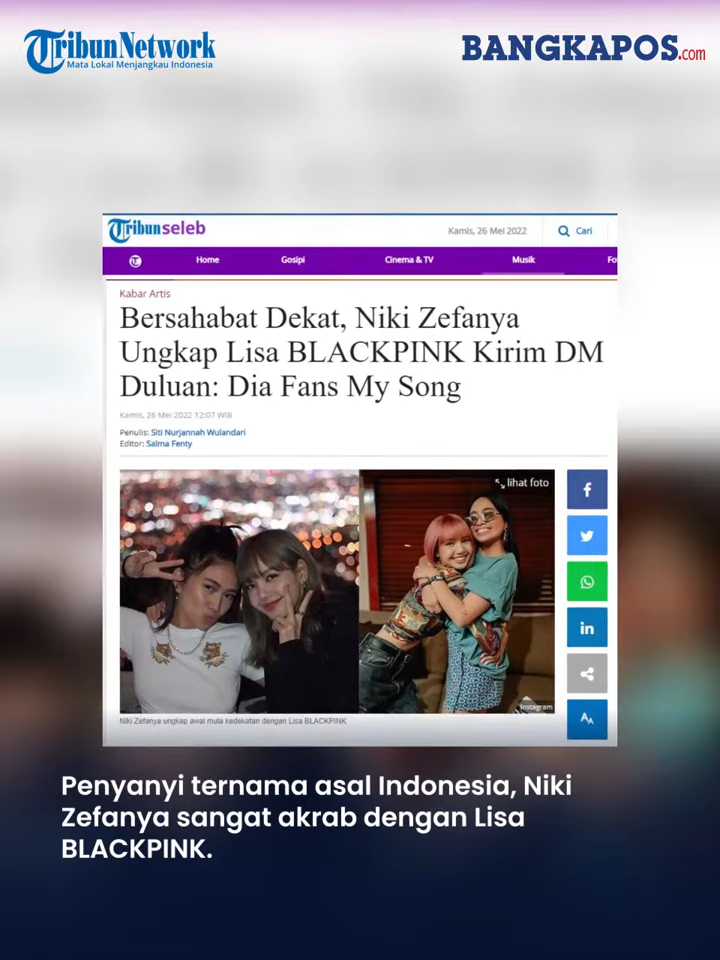 TribunNetwork
Mata Lokal Menjangkau Indonesia
BANGKAPOS.com
Tribunseleb
Kamis, 26 Mei 2022
Cari
Home
Gosipi
Cinema & TV
Musik
Fo
Kabar Artis
Bersahabat Dekat, Niki Zefanya
Ungkap Lisa BLACKPINK Kirim DM
Duluan: Dia Fans My Song
Kamis, 26 Mei 2022 12:07 WIB
Penulis: Siti Nurjannah Wulandari
Editor: Salma Fenty
lihat foto
Instagram
Niki Zefanya ungkap awal mula kedekatan dengan Lisa BLACKPINK
Penyanyi ternama asal Indonesia, Niki
Zefanya sangat akrab dengan Lisa
BLACKPINK.